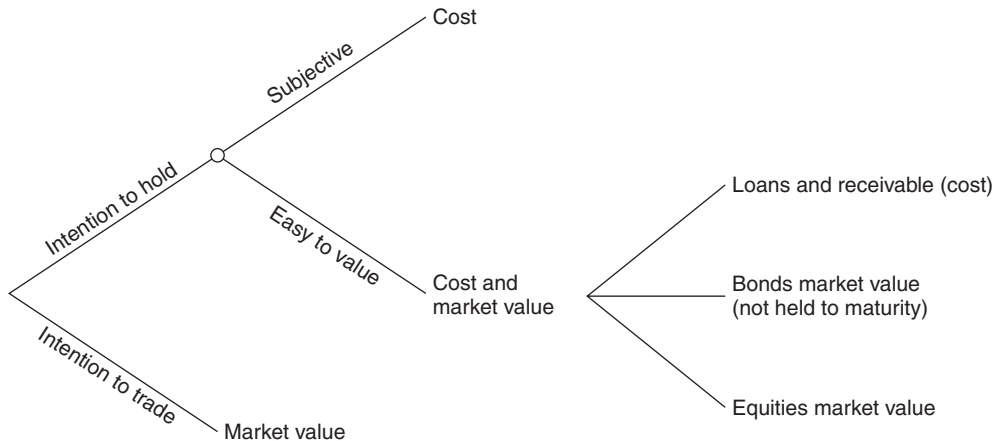 Cost
Subjective
Intention to hold
Easy to value
Cost and
market value
Intention to trade
Market value
Loans and receivable (cost)
Bonds market value
(not held to maturity)
Equities market value